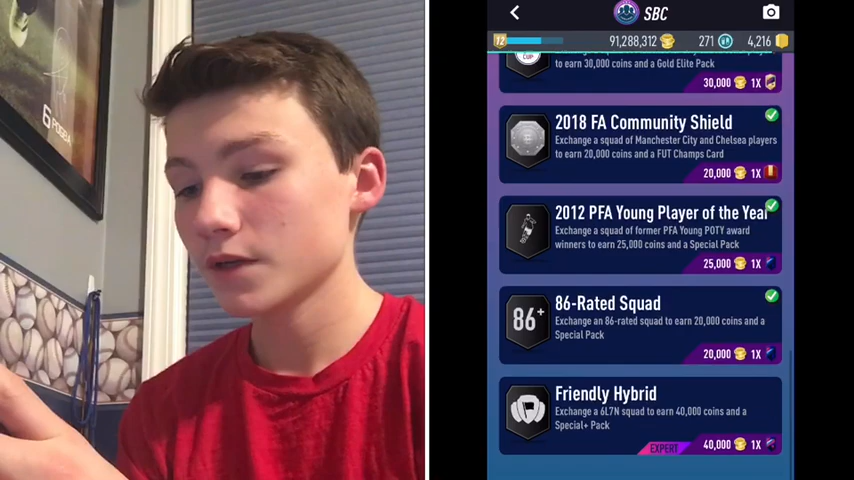 6 POGBA
SBC
12
91,288,312
271
4,216
CUP
to earn 30,000 coins and a Gold Elite Pack
30,000 1X
2018 FA Community Shield
Exchange a squad of Manchester City and Chelsea players
to earn 20,000 coins and a FUT Champs Card
20,000 1X
2012 PFA Young Player of the Year
Exchange a squad of former PFA Young POTY award
winners to earn 25,000 coins and a Special Pack
25,000 1X
86+
86-Rated Squad
Exchange an 86-rated squad to earn 20,000 coins and a
Special Pack
20,000 1X
Friendly Hybrid
Exchange a 6L7N squad to earn 40,000 coins and a
Special+ Pack
EXPERT 40,000 1X